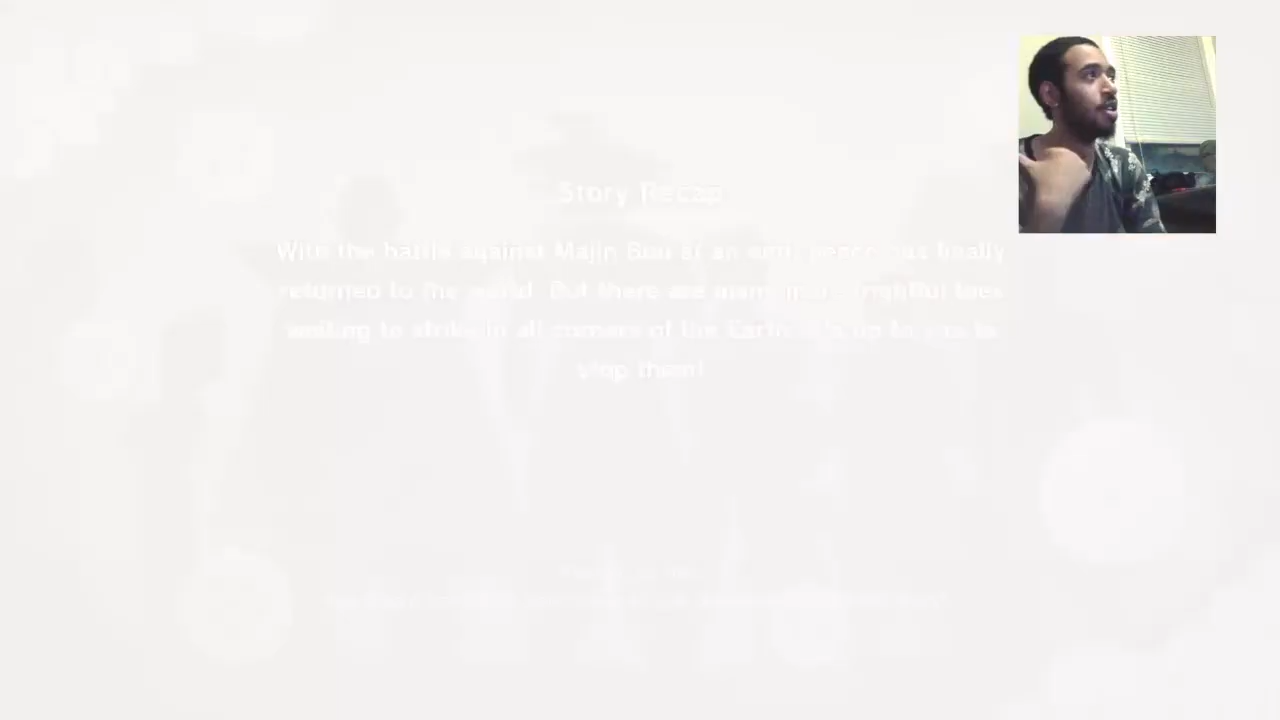 Story Recap
With the battle against Majin Buu at an end, peace has finally
returned to the world. But there are many more frightful foes
waiting to strike in all corners of the Earth. It's up to you to
stop them!